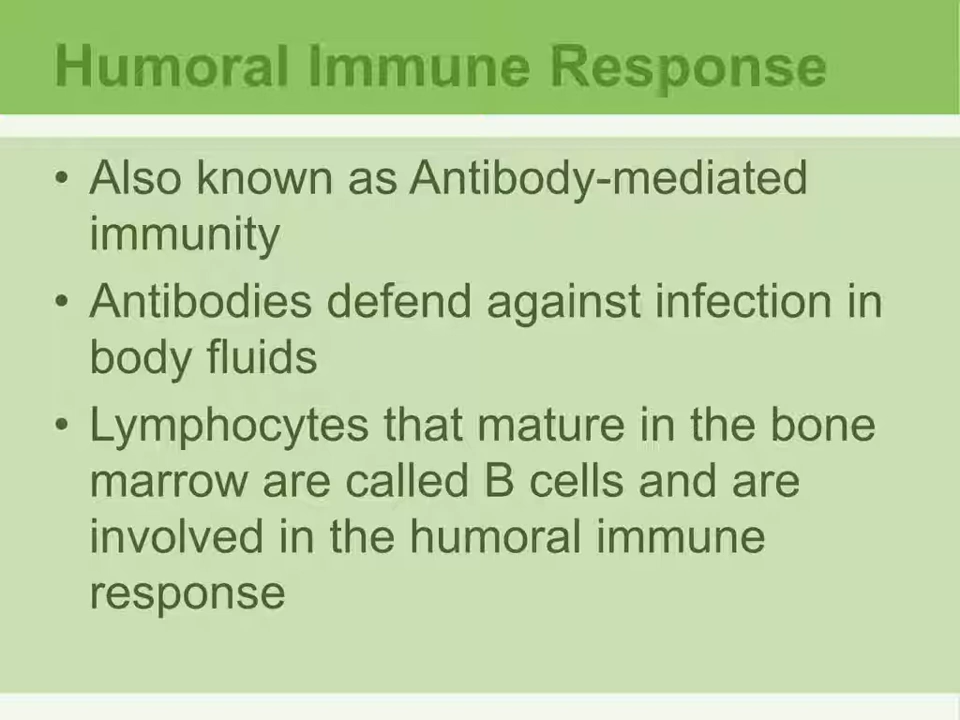 Humoral Immune Response
• Also known as Antibody-mediated
immunity
• Antibodies defend against infection in
body fluids
• Lymphocytes that mature in the bone
marrow are called B cells and are
involved in the humoral immune
response